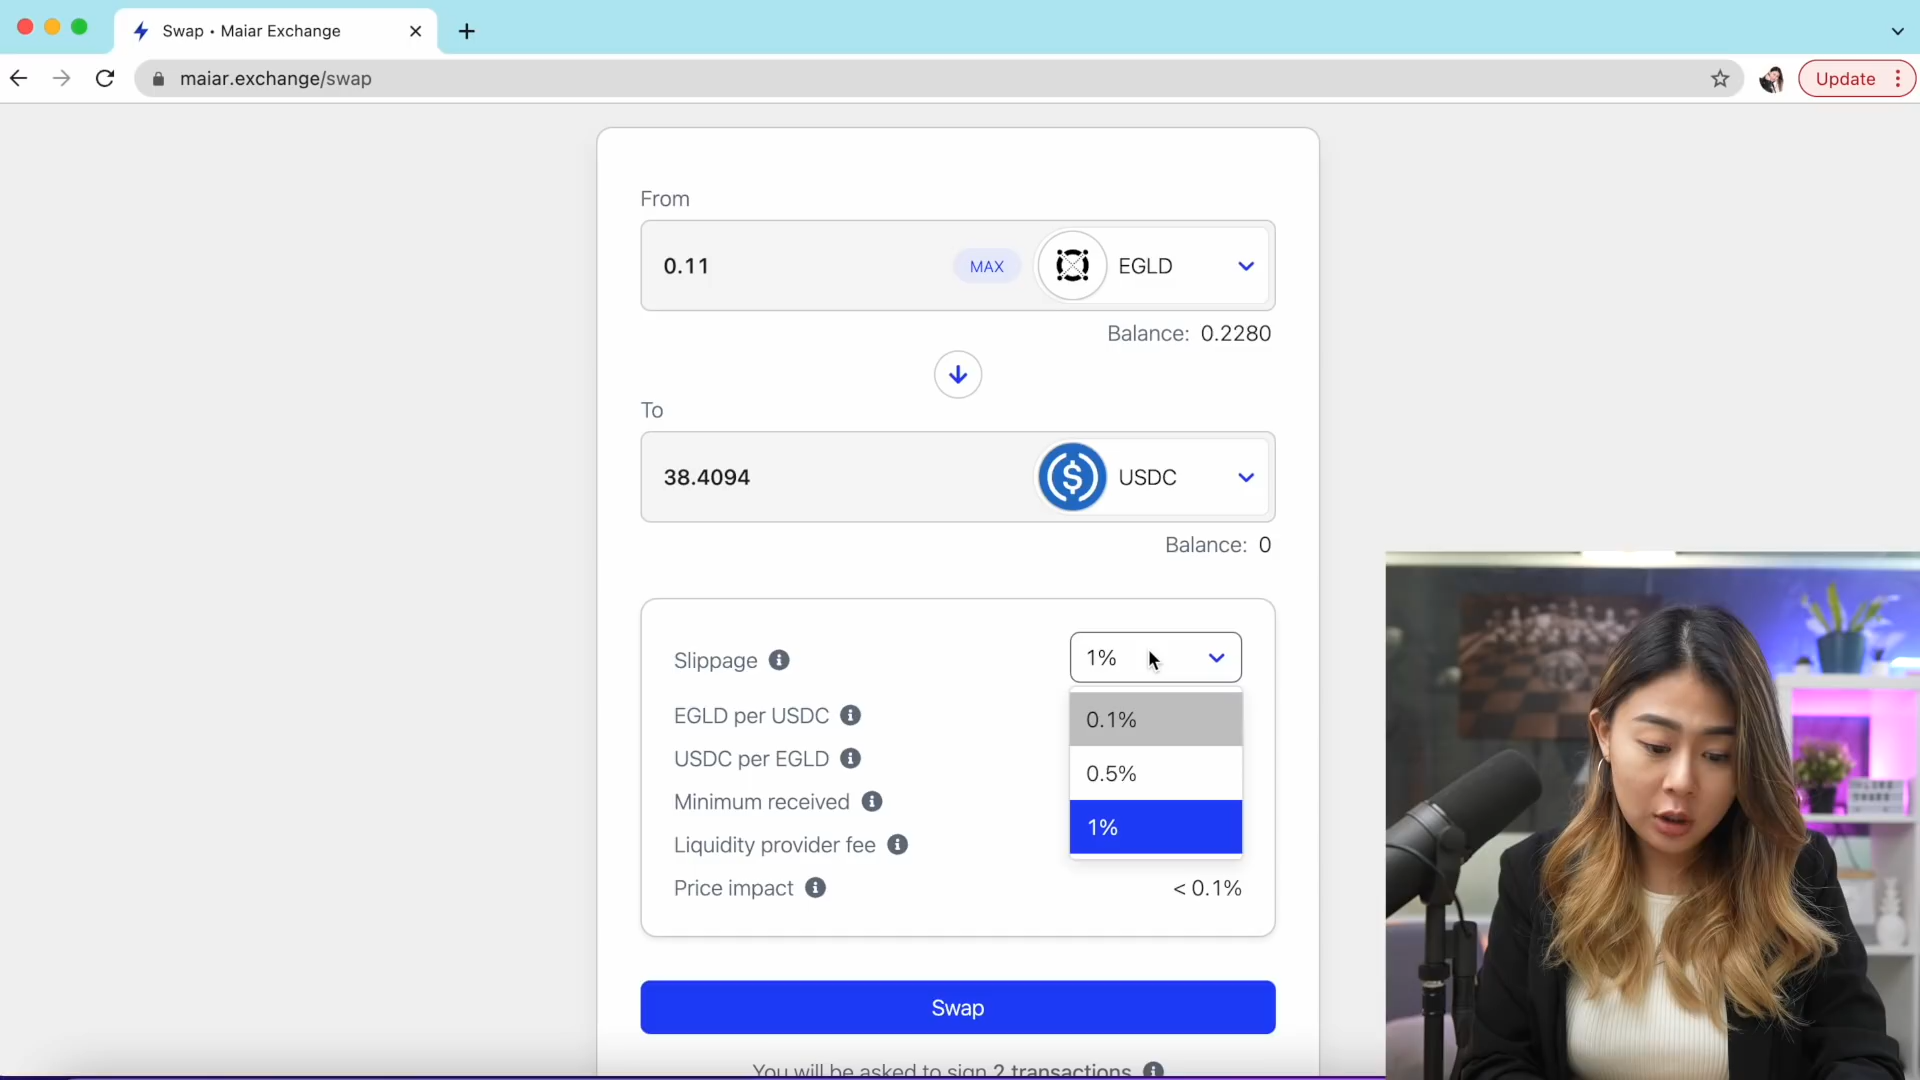 Swap • Maiar Exchange
maiar.exchange/swap
Update
From
0.11
MAX
EGLD
Balance: 0.2280
To
38.4094
USDC
Balance: 0
Slippage
1%
0.1%
0.5%
1%
EGLD per USDC
USDC per EGLD
Minimum received
Liquidity provider fee
Price impact
< 0.1%
Swap
You will be asked to sign 2 transactions